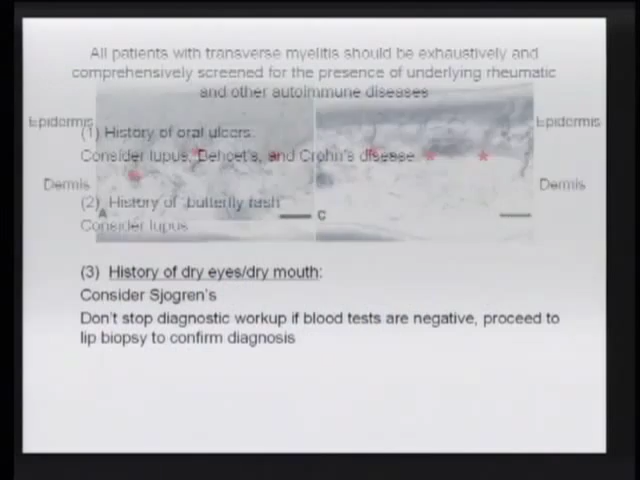 All patients with transverse myelitis should be exhaustively and
comprehensively screened for the presence of underlying rheumatic
and other autoimmune diseases
Epidermis Epidermis
(1) History of oral ulcers:
Consider lupus, Behcet's, and Crohn's disease
Dermis Dermis
(2) History of "butterfly rash"
A C
Consider lupus
(3) History of dry eyes/dry mouth:
Consider Sjogren's
Don't stop diagnostic workup if blood tests are negative, proceed to
lip biopsy to confirm diagnosis